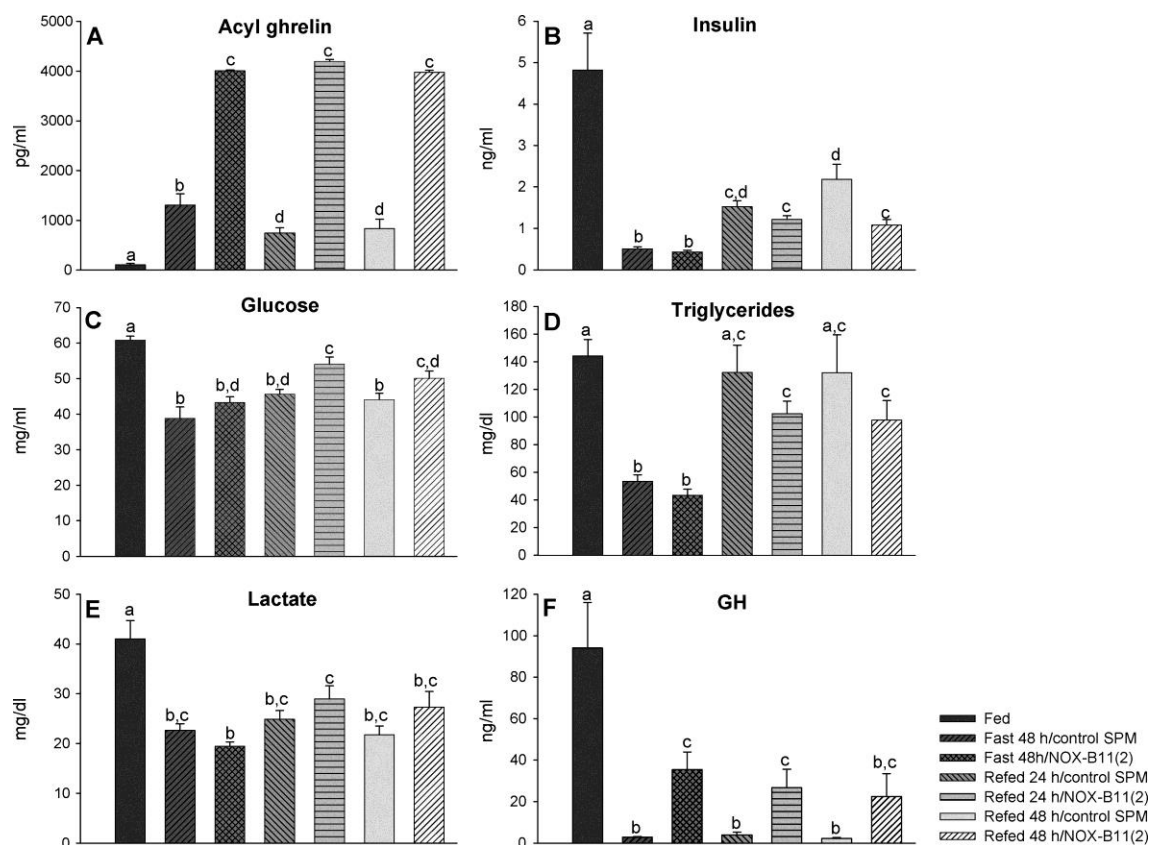 A
Acyl ghrelin
pg/ml
5000
4000
3000
2000
1000
0
a
b
c
d
c
d
c
B
Insulin
ng/ml
6
5
4
3
2
1
0
a
b
b
c,d
c
d
c
C
Glucose
mg/ml
70
60
50
40
30
20
10
0
a
b
b,d
b,d
c
b
c,d
D
Triglycerides
mg/dl
180
160
140
120
100
80
60
40
20
0
a
b
b
a,c
c
a,c
c
E
Lactate
mg/dl
50
40
30
20
10
0
a
b,c
b
b,c
c
b,c
b,c
F
GH
ng/ml
120
100
80
60
40
20
0
a
b
c
b
c
b
b,c
Fed
Fast 48 h/control SPM
Fast 48h/NOX-B11(2)
Refed 24 h/control SPM
Refed 24 h/NOX-B11(2)
Refed 48 h/control SPM
Refed 48 h/NOX-B11(2)